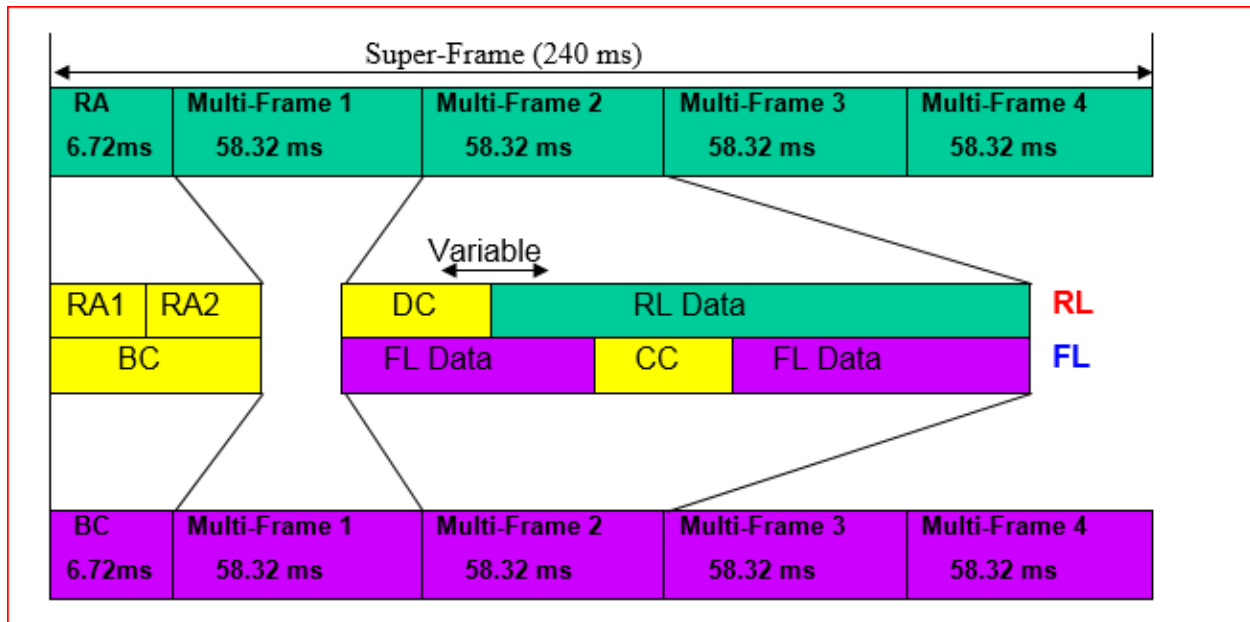 Super-Frame (240 ms)
RA Multi-Frame 1 Multi-Frame 2 Multi-Frame 3 Multi-Frame 4
6.72ms 58.32 ms 58.32 ms 58.32 ms 58.32 ms
Variable
RA1 RA2 DC RL Data RL
BC FL Data CC FL Data FL
BC Multi-Frame 1 Multi-Frame 2 Multi-Frame 3 Multi-Frame 4
6.72ms 58.32 ms 58.32 ms 58.32 ms 58.32 ms